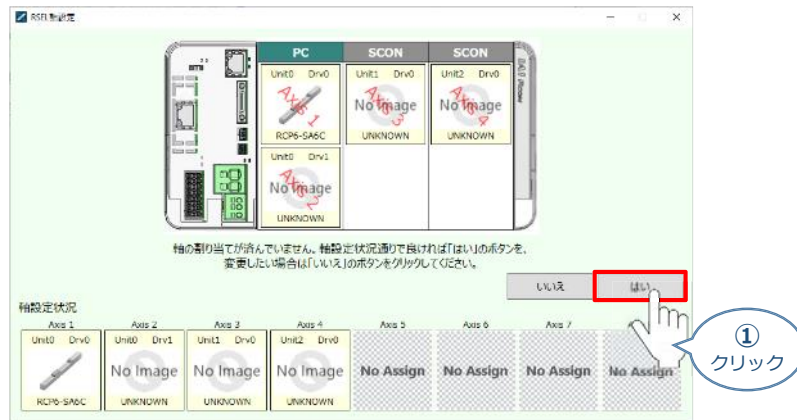 RSEL軸設定
PC SCON SCON
Unit0 Drv0 Unit1 Drv0 Unit2 Drv0
Axis 1 No Image Axis 3 No Image Axis 4
RCP6-SA6C UNKNOWN UNKNOWN
Unit0 Drv1
No Image Axis 2
UNKNOWN
軸の割り当てが済んでいません。軸設定状況通りで良ければ「はい」のボタンを、
変更したい場合は「いいえ」のボタンをクリックしてください。
いいえ はい
軸設定状況
Axis 1 Axis 2 Axis 3 Axis 4 Axis 5 Axis 6 Axis 7
Unit0 Drv0 Unit0 Drv1 Unit1 Drv0 Unit2 Drv0
No Image No Image No Image No Assign No Assign No Assign No Assign
RCP6-SA6C UNKNOWN UNKNOWN UNKNOWN
①
クリック